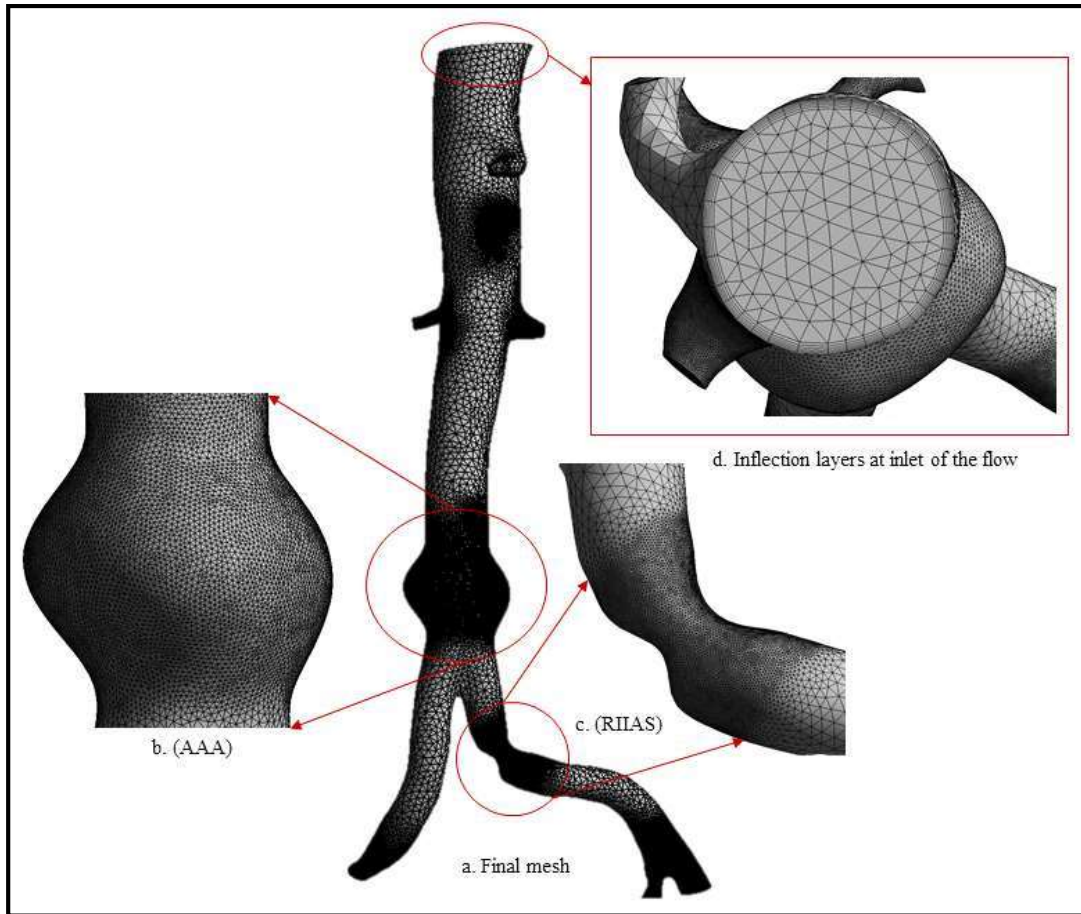 d. Inflection layers at inlet of the flow
c. (RIIAS)
b. (AAA)
a. Final mesh